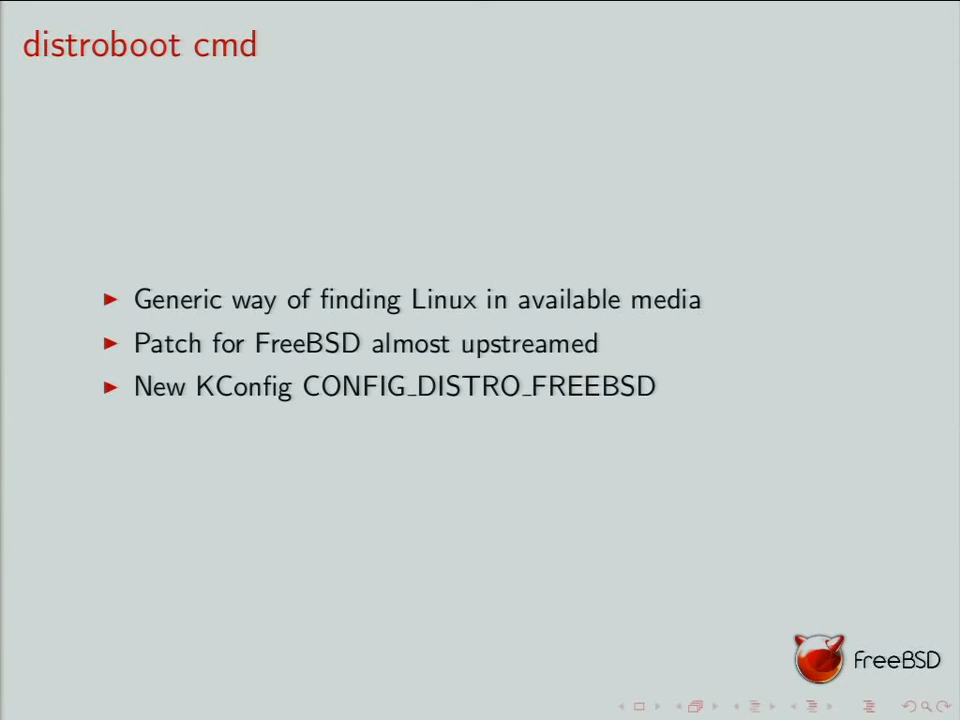 distroboot cmd
Generic way of finding Linux in available media
Patch for FreeBSD almost upstreamed
New KConfig CONFIG_DISTRO_FREEBSD
FreeBSD